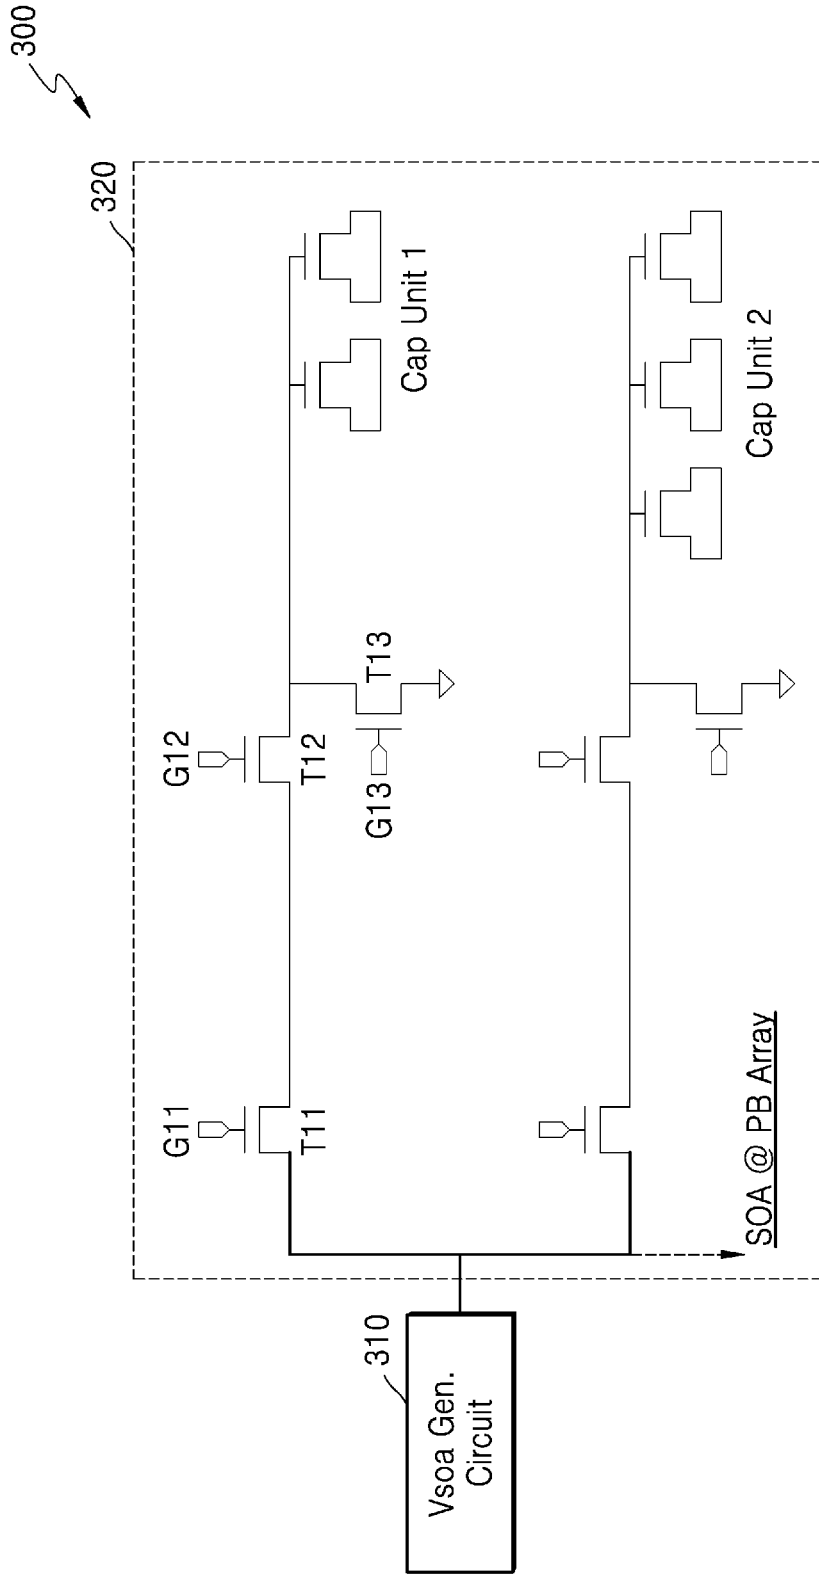 300
320
G11
T11
G12
T12
G13
T13
Cap Unit 1
310
Vsoa Gen.
Circuit
Cap Unit 2
SOA @ PB Array